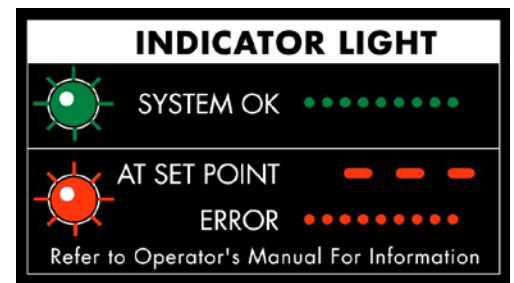 INDICATOR LIGHT
SYSTEM OK
AT SET POINT
ERROR
Refer to Operator's Manual For Information